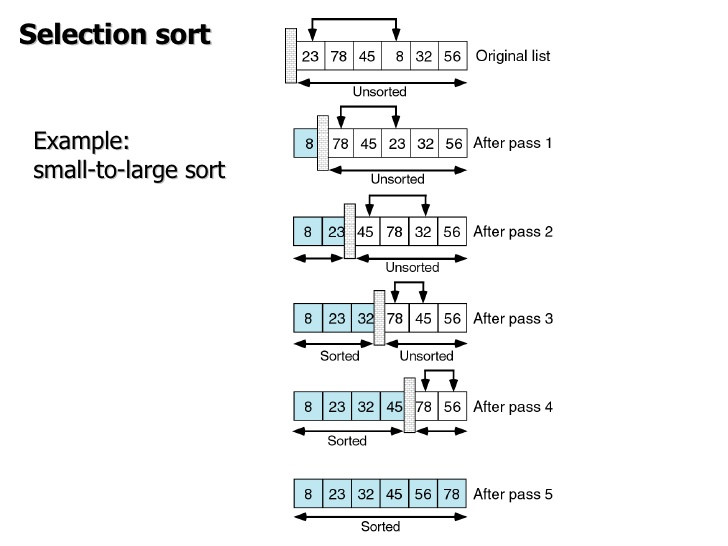 Selection sort
23 78 45 8 32 56 Original list
Unsorted
Example:
small-to-large sort
8 78 45 23 32 56 After pass 1
Unsorted
8 23 45 78 32 56 After pass 2
Unsorted
8 23 32 78 45 56 After pass 3
Sorted Unsorted
8 23 32 45 78 56 After pass 4
Sorted
8 23 32 45 56 78 After pass 5
Sorted